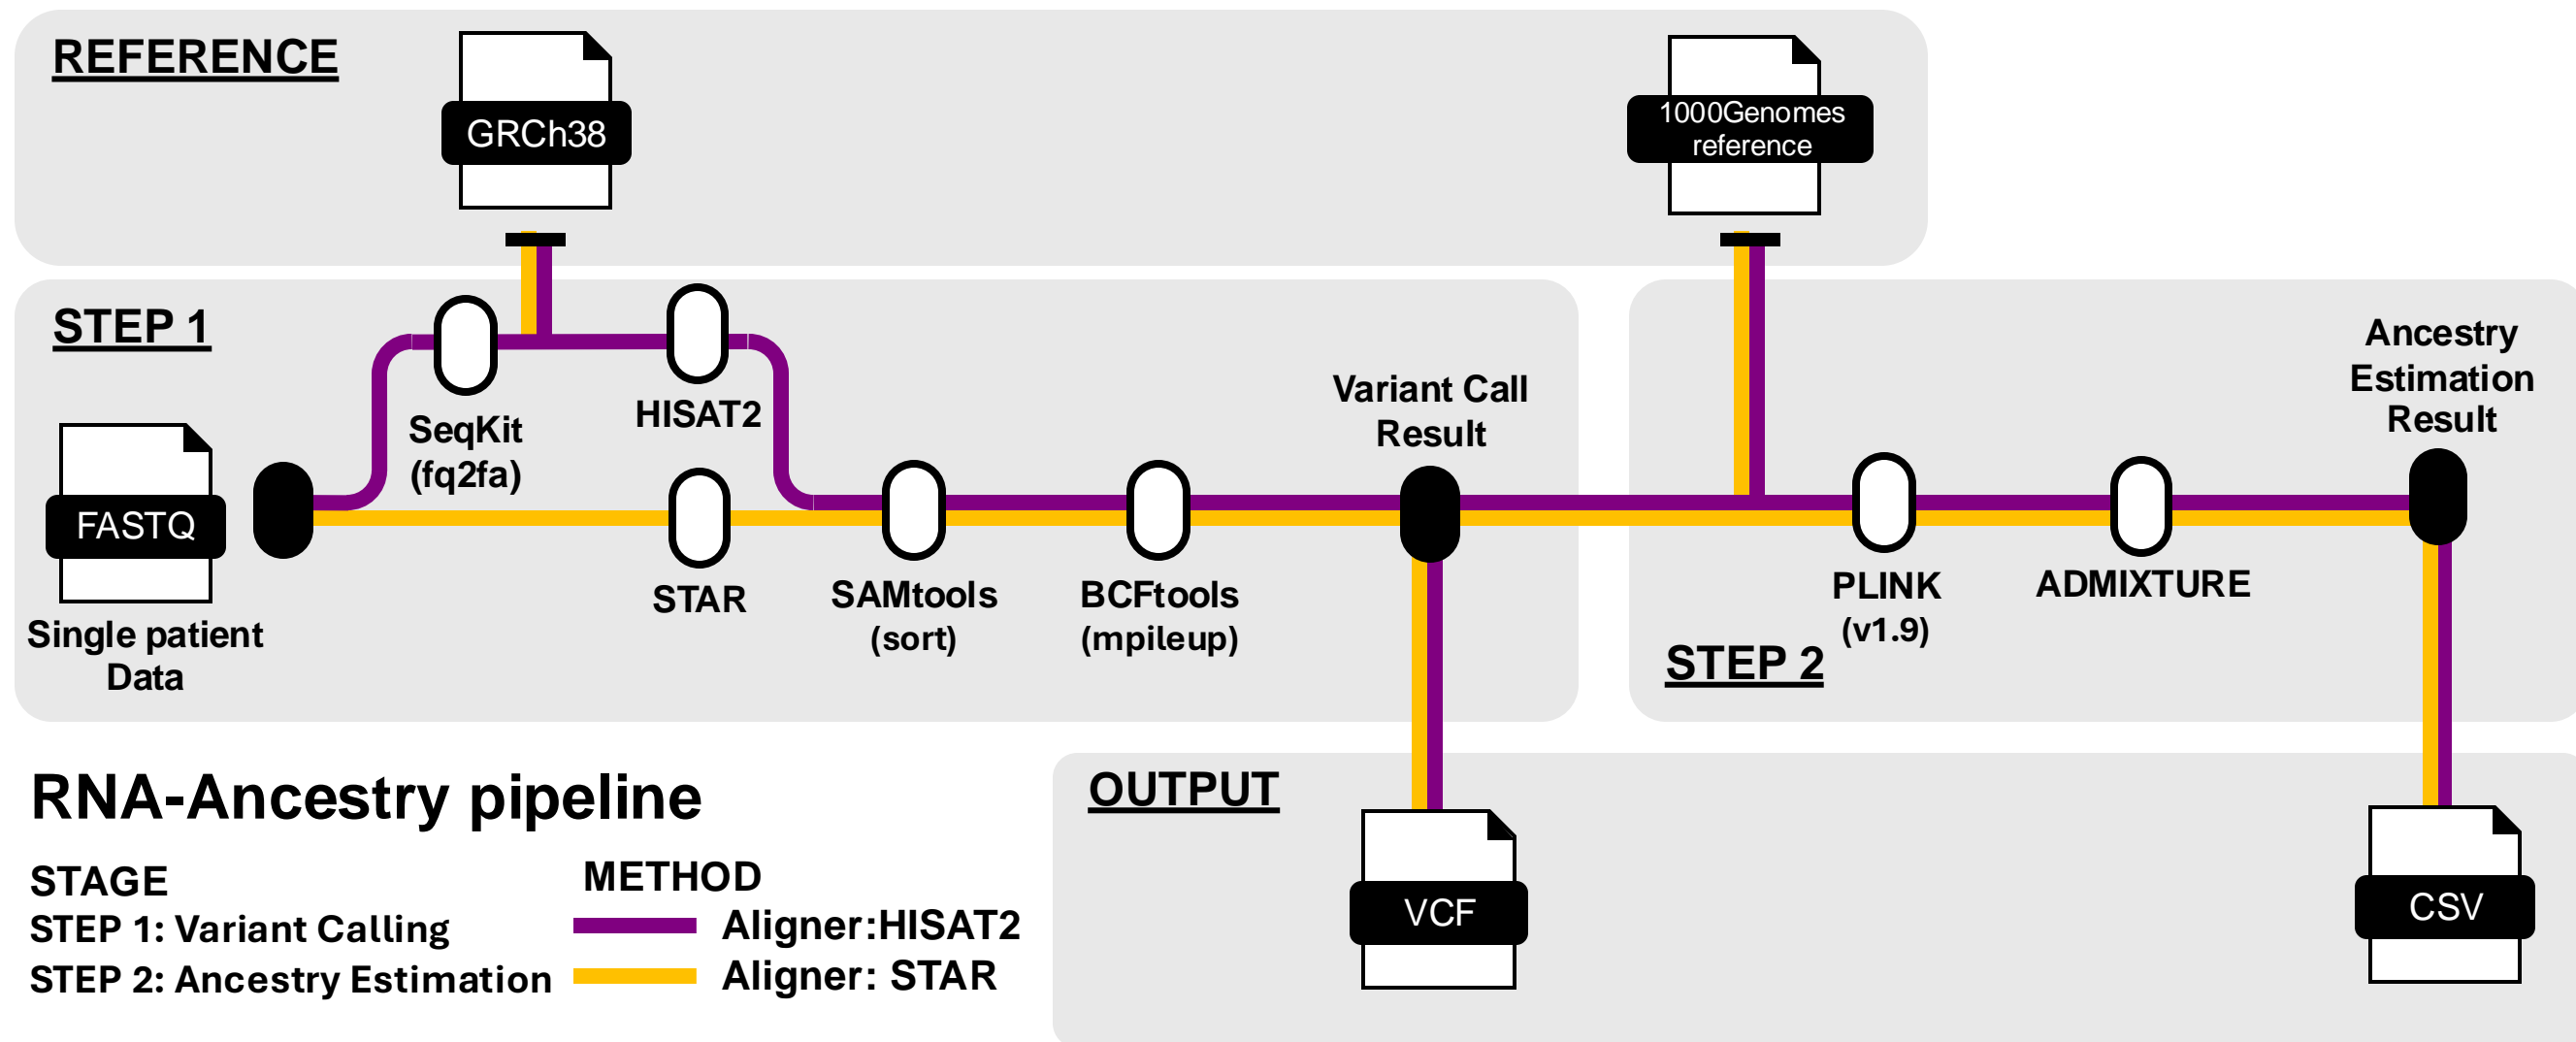 REFERENCE
GRCh38
1000Genomes
reference
STEP 1
SeqKit
(fq2fa)
HISAT2
FASTQ
Single patient
Data
STAR
SAMtools
(sort)
BCFtools
(mpileup)
Variant Call
Result
STEP 2
PLINK
(v1.9)
ADMIXTURE
Ancestry
Estimation
Result
OUTPUT
VCF
CSV
RNA-Ancestry pipeline
STAGE
STEP 1: Variant Calling
STEP 2: Ancestry Estimation
METHOD
Aligner:HISAT2
Aligner: STAR